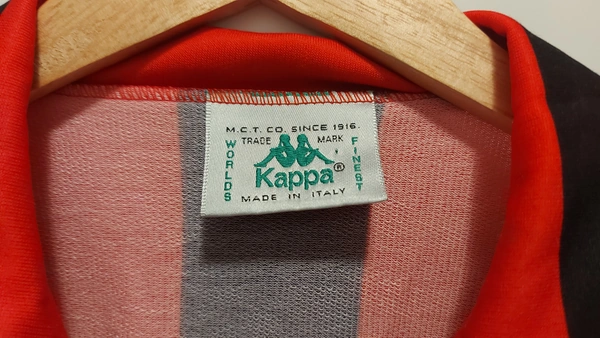 M.C.T. CO. SINCE 1916.
TRADE MARK
WORLDS
FINEST
Kappa®
MADE IN ITALY